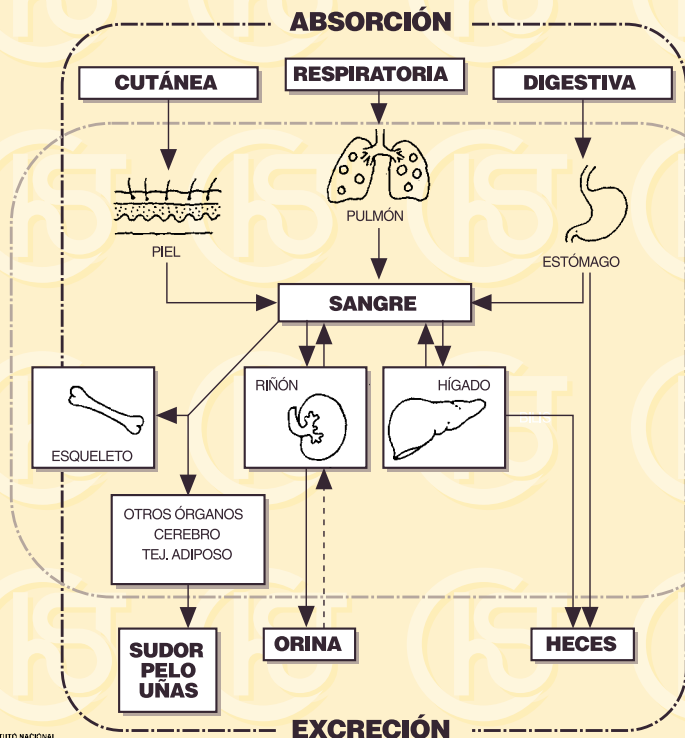 ABSORCIÓN
CUTÁNEA
RESPIRATORIA
DIGESTIVA
PIEL
PULMÓN
ESTÓMAGO
SANGRE
ESQUELETO
RIÑÓN
HÍGADO
OTROS ÓRGANOS
CEREBRO
TEJ. ADIPOSO
SUDOR
PELO
UÑAS
ORINA
HECES
EXCRECIÓN
NACIONAL